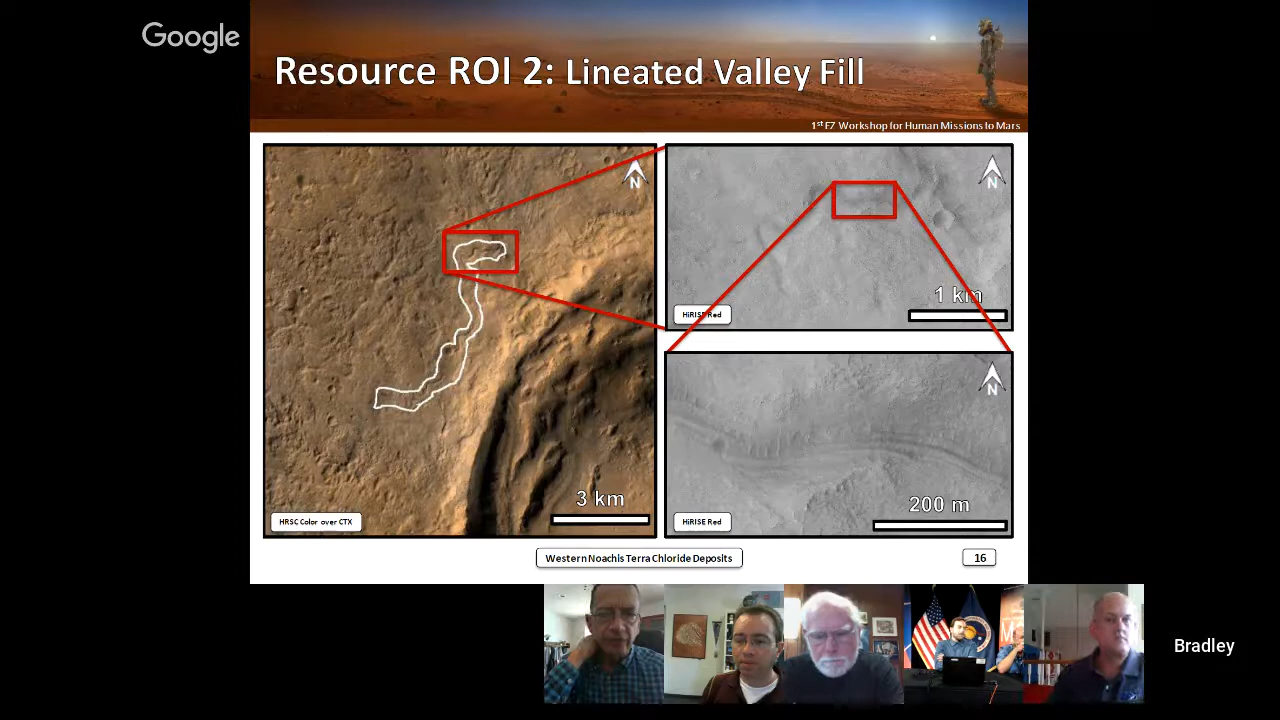 Google
Resource ROI 2: Lineated Valley Fill
1st EZ Workshop for Human Missions to Mars
N
N
1 km
HiRISE Red
N
3 km
200 m
HRSC Color over CTX
HiRISE Red
Western Noachis Terra Chloride Deposits
16
Bradley